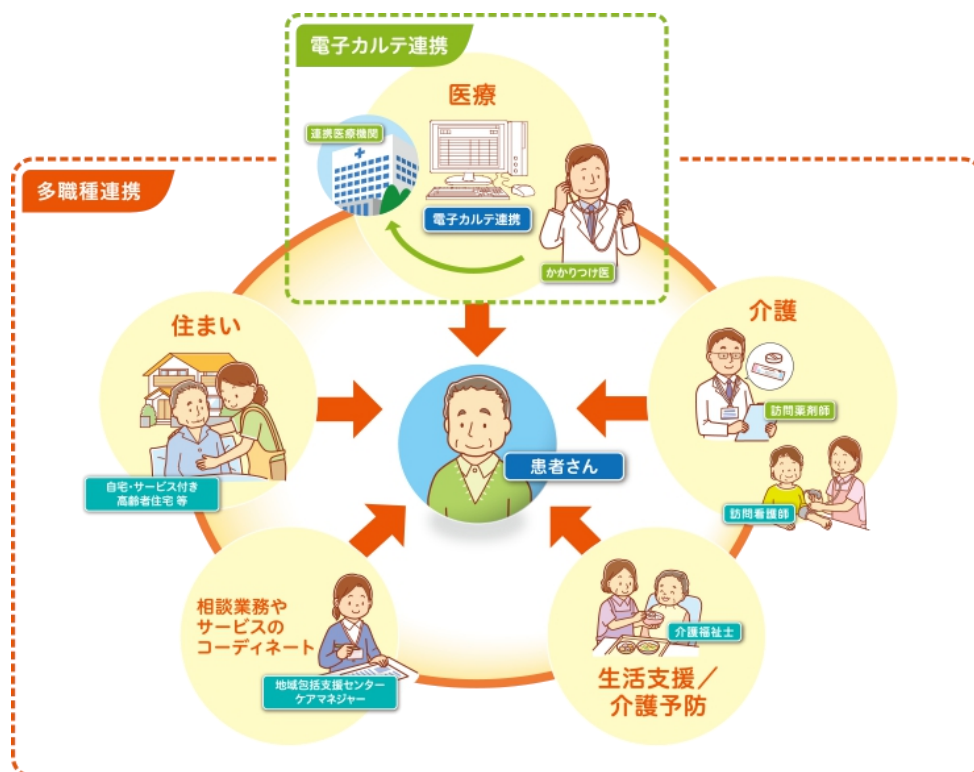 電子カルテ連携
医療
連携医療機関
電子カルテ連携
かかりつけ医
多職種連携
住まい
自宅・サービス付き
高齢者住宅 等
介護
訪問薬剤師
訪問看護師
患者さん
相談業務や
サービスの
コーディネート
地域包括支援センター
ケアマネジャー
介護福祉士
生活支援／
介護予防